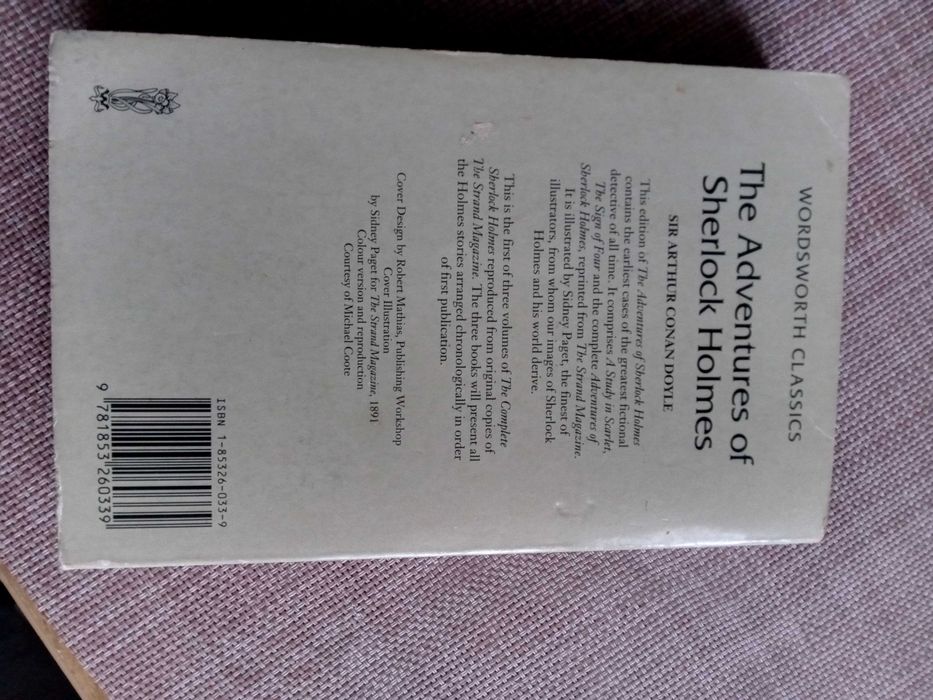 WORDSWORTH CLASSICS
The Adventures of
Sherlock Holmes
SIR ARTHUR CONAN DOYLE
This edition of The Adventures of Sherlock Holmes
contains the earliest cases of the greatest fictional
detective of all time. It comprises A Study in Scarlet,
The Sign of Four and the complete Adventures of
Sherlock Holmes, reprinted from The Strand Magazine.
It is illustrated by Sidney Paget, the finest of
illustrators, from whom our images of Sherlock
Holmes and his world derive.
This is the first of three volumes of The Complete
Sherlock Holmes reproduced from original copies of
The Strand Magazine. The three books will present all
the Holmes stories arranged chronologically in order
of first publication.
Cover Design by Robert Mathias, Publishing Workshop
Cover Illustration
by Sidney Paget for The Strand Magazine, 1891
Colour version and reproduction
Courtesy of Michael Coote
ISBN 1-85326-033-9
9 781853 260339